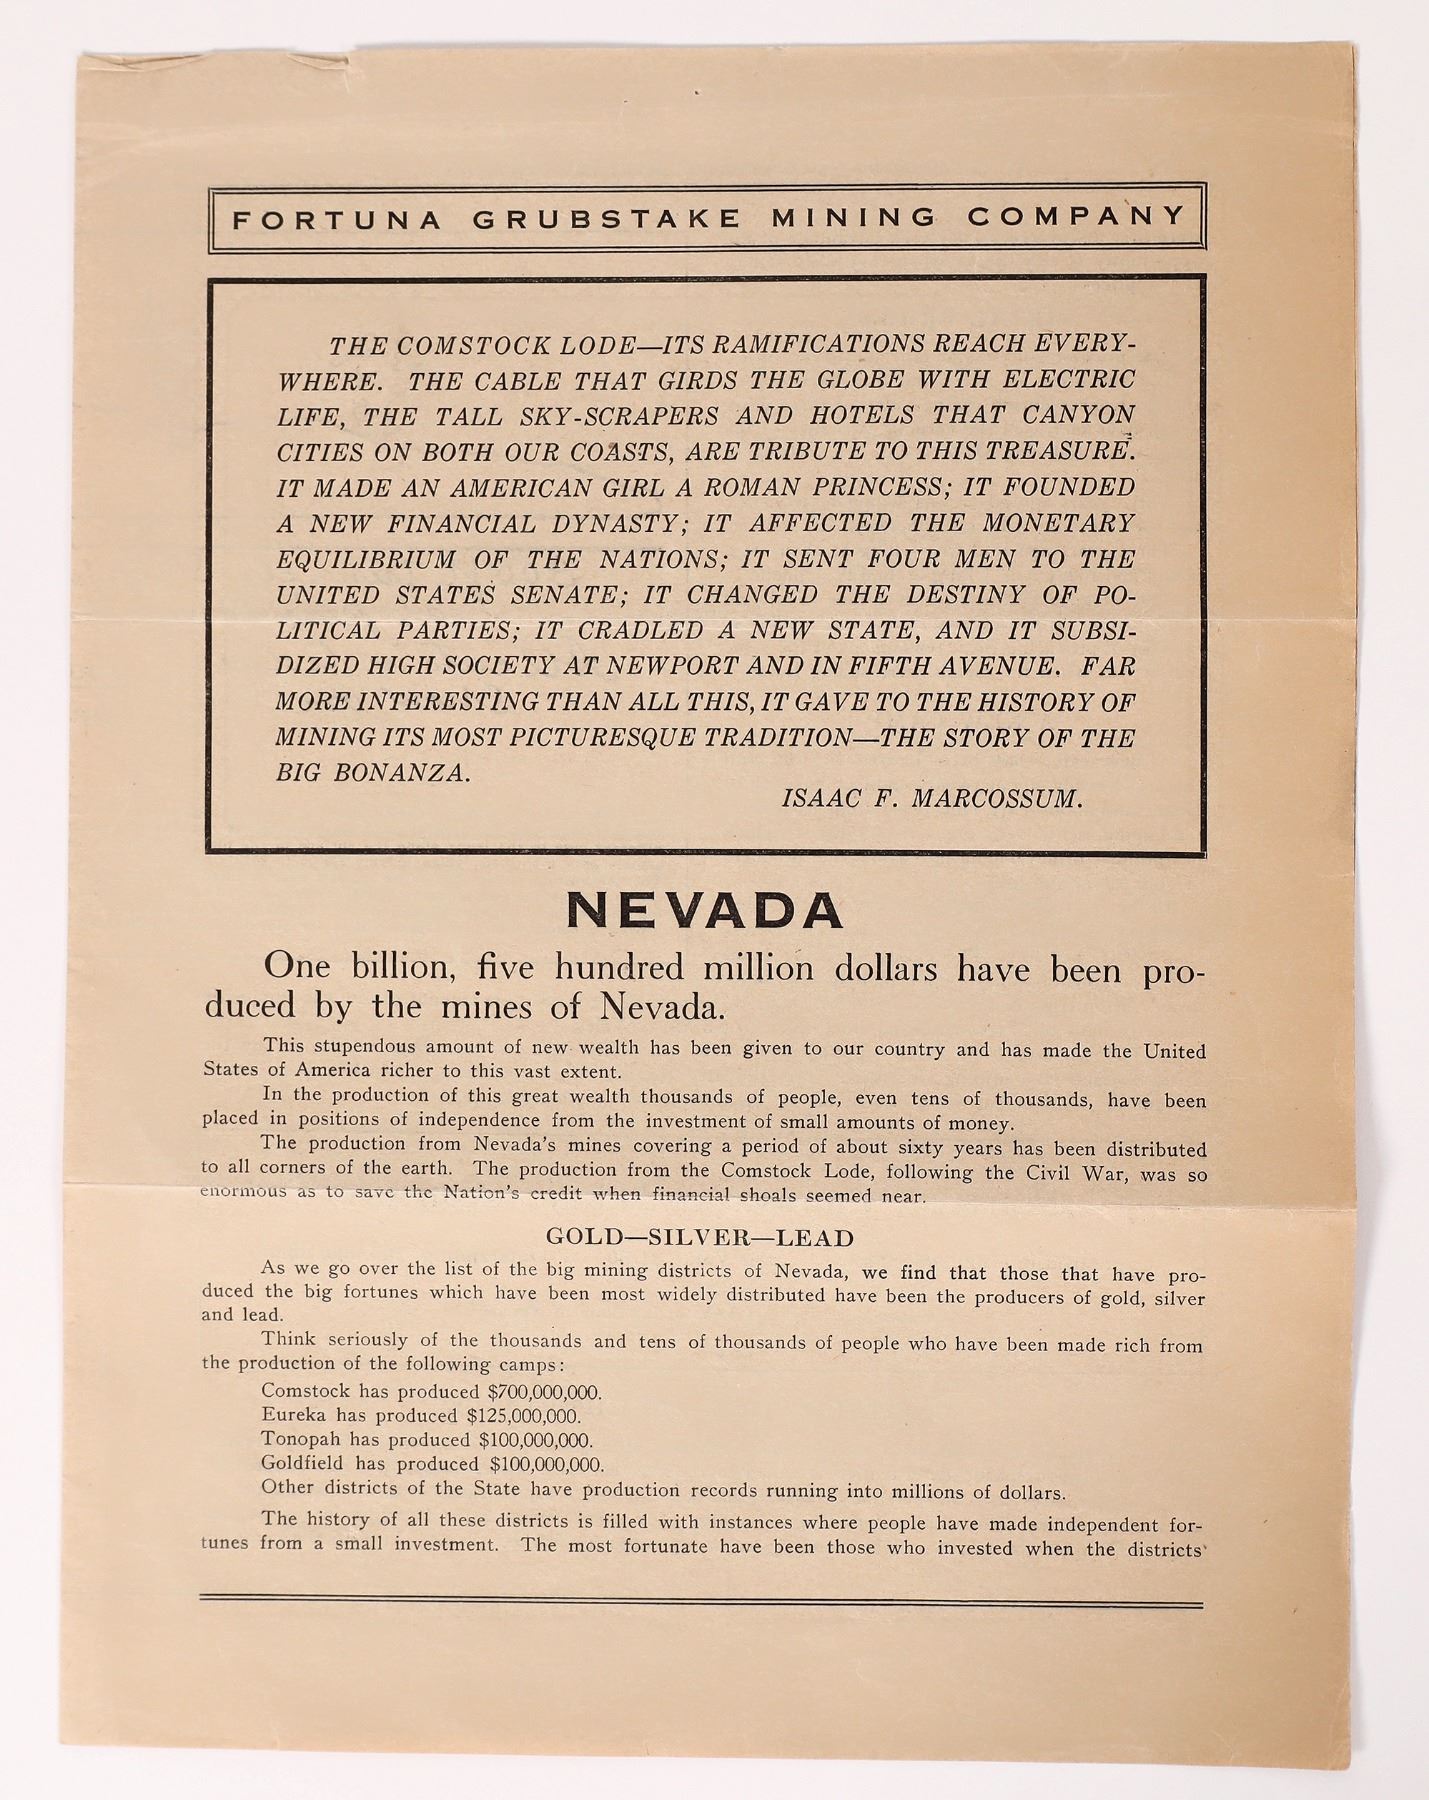 FORTUNA GRUBSTAKE MINING COMPANY
THE COMSTOCK LODE—ITS RAMIFICATIONS REACH EVERY-
WHERE. THE CABLE THAT GIRDS THE GLOBE WITH ELECTRIC
LIFE, THE TALL SKY-SCRAPERS AND HOTELS THAT CANYON
CITIES ON BOTH OUR COASTS, ARE TRIBUTE TO THIS TREASURE.
IT MADE AN AMERICAN GIRL A ROMAN PRINCESS; IT FOUNDED
A NEW FINANCIAL DYNASTY; IT AFFECTED THE MONETARY
EQUILIBRIUM OF THE NATIONS; IT SENT FOUR MEN TO THE
UNITED STATES SENATE; IT CHANGED THE DESTINY OF PO-
LITICAL PARTIES; IT CRADLED A NEW STATE, AND IT SUBSI-
DIZED HIGH SOCIETY AT NEWPORT AND IN FIFTH AVENUE. FAR
MORE INTERESTING THAN ALL THIS, IT GAVE TO THE HISTORY OF
MINING ITS MOST PICTURESQUE TRADITION—THE STORY OF THE
BIG BONANZA.
ISAAC F. MARCOSSUM.
NEVADA
One billion, five hundred million dollars have been pro-
duced by the mines of Nevada.
This stupendous amount of new wealth has been given to our country and has made the United
States of America richer to this vast extent.
In the production of this great wealth thousands of people, even tens of thousands, have been
placed in positions of independence from the investment of small amounts of money.
The production from Nevada's mines covering a period of about sixty years has been distributed
to all corners of the earth. The production from the Comstock Lode, following the Civil War, was so
enormous as to save the Nation's credit when financial shoals seemed near.
GOLD—SILVER—LEAD
As we go over the list of the big mining districts of Nevada, we find that those that have pro-
duced the big fortunes which have been most widely distributed have been the producers of gold, silver
and lead.
Think seriously of the thousands and tens of thousands of people who have been made rich from
the production of the following camps:
Comstock has produced $700,000,000.
Eureka has produced $125,000,000.
Tonopah has produced $100,000,000.
Goldfield has produced $100,000,000.
Other districts of the State have production records running into millions of dollars.
The history of all these districts is filled with instances where people have made independent for-
tunes from a small investment. The most fortunate have been those who invested when the districts